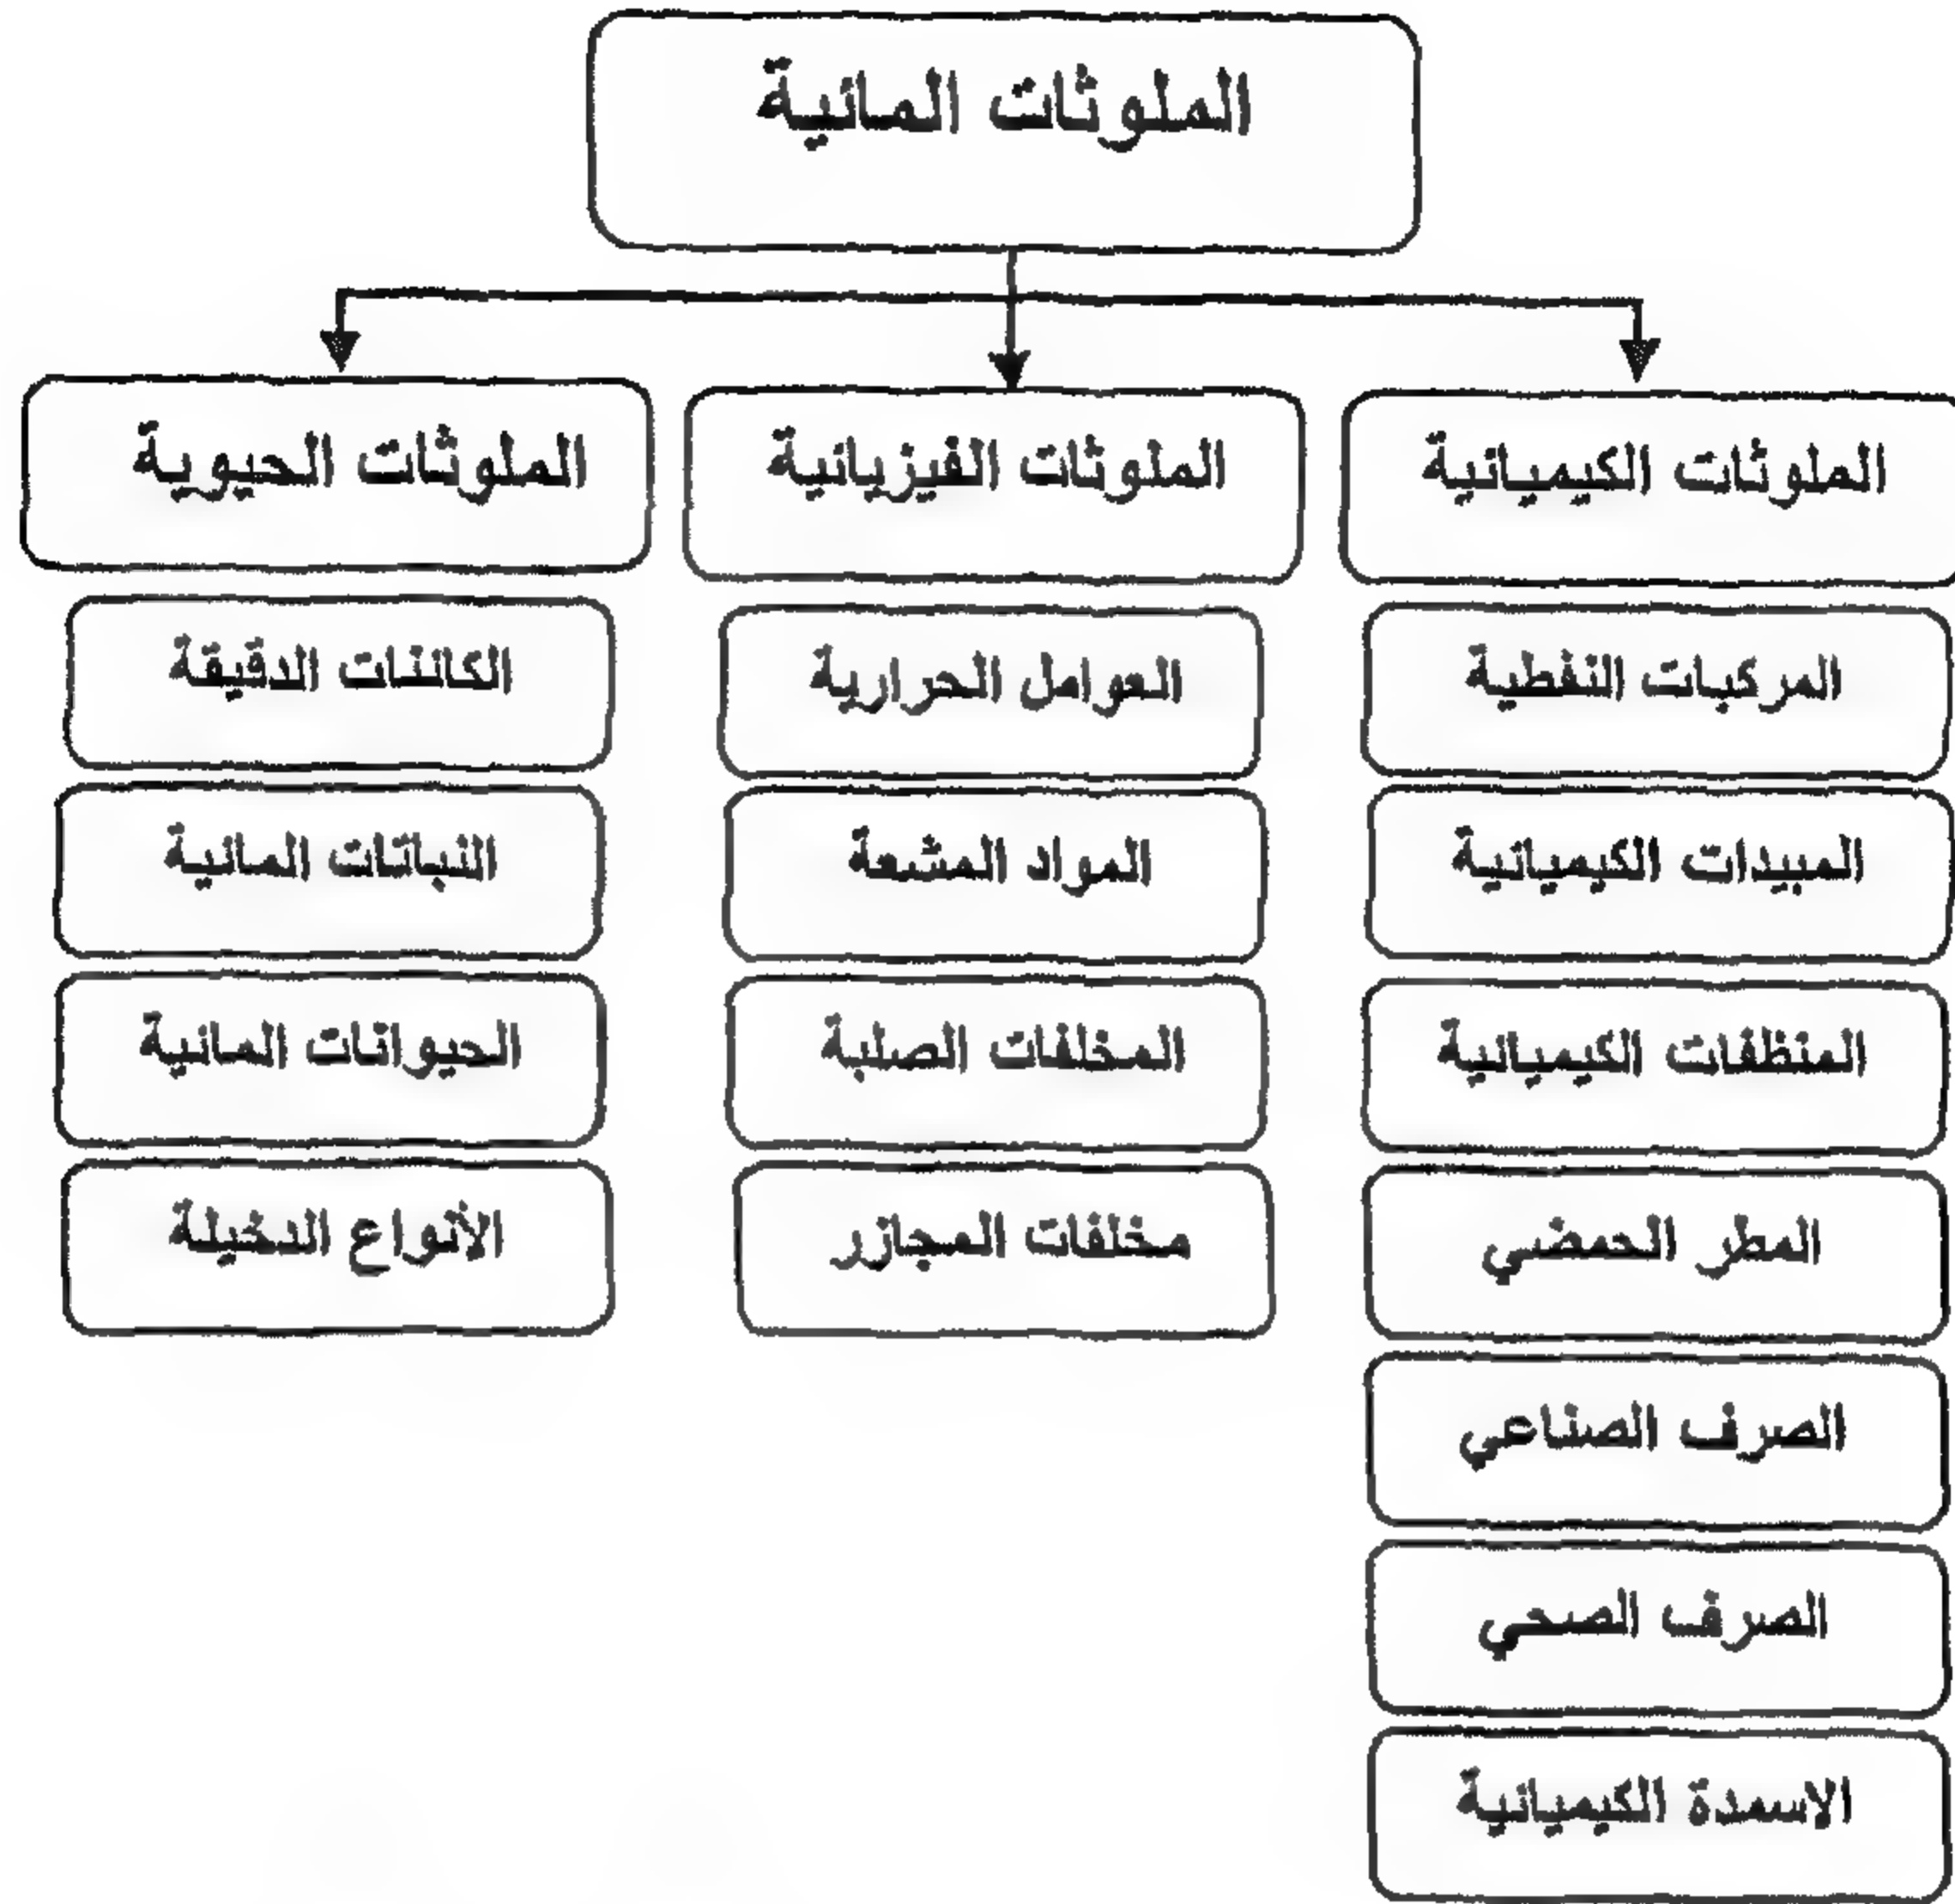 الملوثات المائية
الملوثات الكيميائية
المركبات النفطية
المبيدات الكيميائية
المنظفات الكيميائية
المطر الحمضي
الصرف الصناعي
الصرف الصحي
الاسمدة الكيميائية
الملوثات الفيزيائية
العوامل الحرارية
المواد المشعة
المخلفات الصلبة
مخلفات المجازر
الملوثات الحيوية
الكائنات الدقيقة
النباتات المائية
الحيوانات المائية
الأنواع الدخيلة